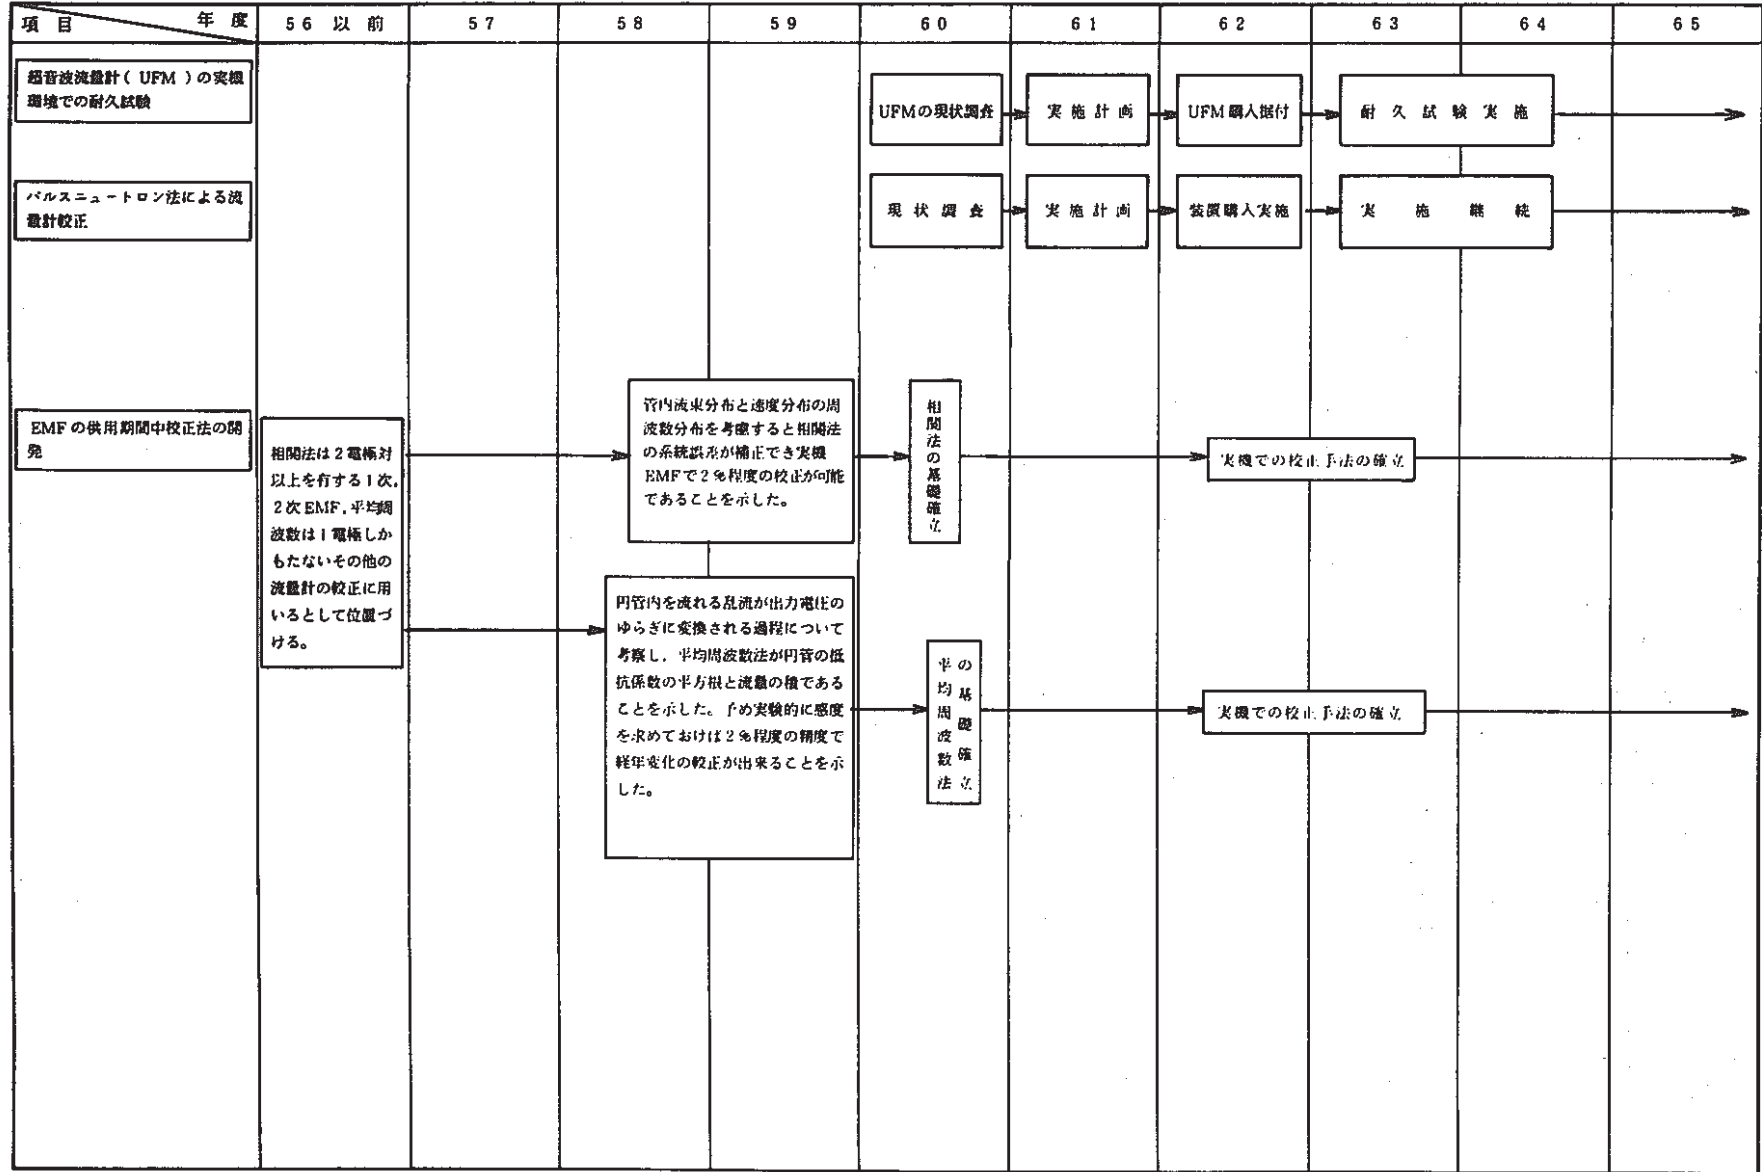 項目 年度 56以前 57 58 59 60 61 62 63 64 65
超音波流量計(UFM)の実機
環境での耐久試験
UFMの現状調査
実施計画
UFM購入据付
耐久試験実施
パルスニュートロン法による流
量計校正
現状調査
実施計画
装置購入実施
実施継続
EMFの供用期間中校正法の開
発
相関法は2電極対
以上を有する1次,
2次EMF,平均周
波数は1電極しか
もたないその他の
流量計の較正に用
いるとして位置づ
ける。
管内流束分布と速度分布の周
波数分布を考慮すると相関法
の系統誤差が補正でき実機
EMFで2%程度の校正が可能
であることを示した。
相関法の基礎確立
実機での校正手法の確立
円管内を流れる乱流が出力電圧の
ゆらぎに変換される過程について
考察し,平均周波数法が円管の抵
抗係数の平方根と流量の積である
ことを示した。予め実験的に感度
を求めておけば2%程度の精度で
経年変化の較正が出来ることを示
した。
平均周波数法
の基礎確立
実機での校正手法の確立